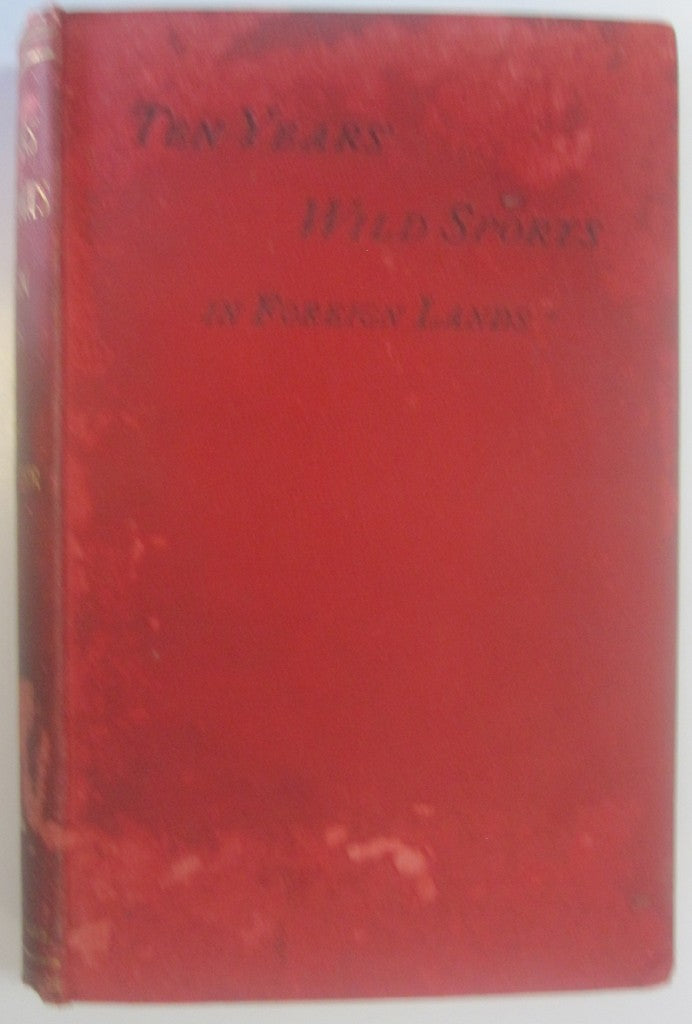 TEN YEARS'
WILD SPORTS
IN FOREIGN LANDS